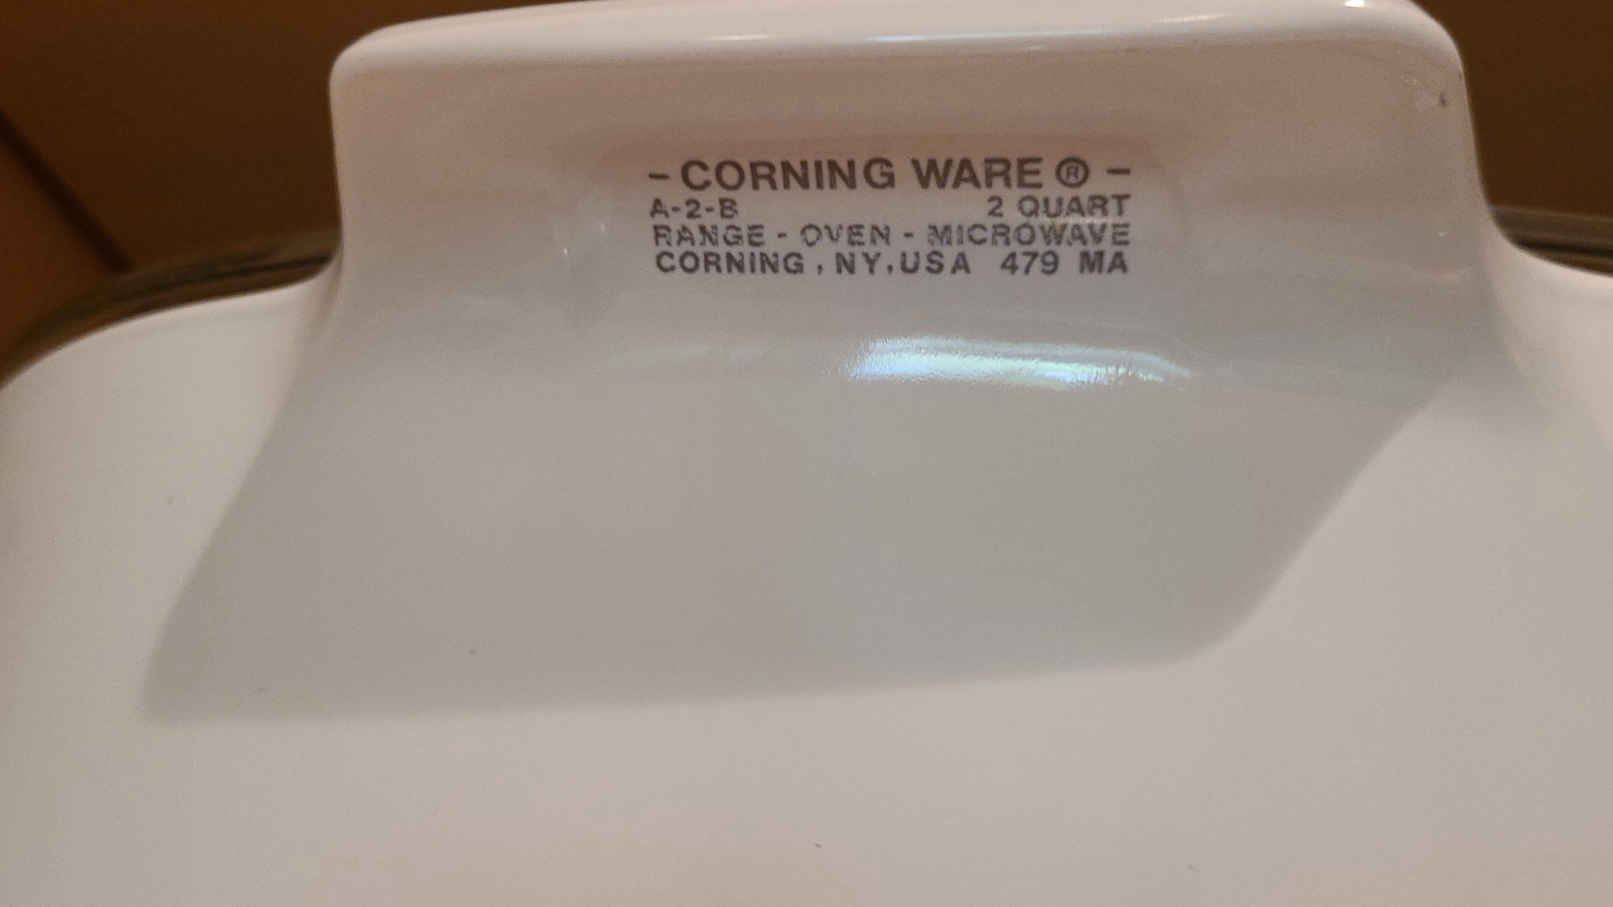 - CORNING WARE ® -
A-2-B 2 QUART
RANGE - OVEN - MICROWAVE
CORNING, NY, USA 479 MA